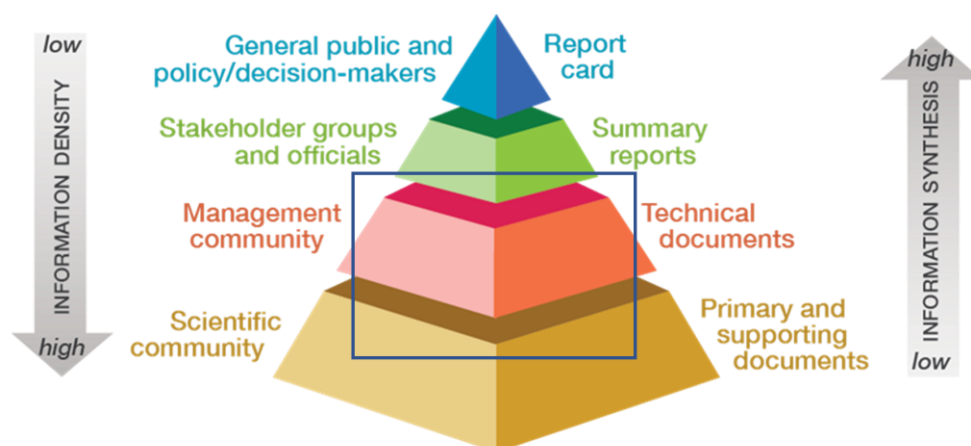 low
INFORMATION DENSITY
high
General public and
policy/decision-makers
Report
card
Stakeholder groups
and officials
Summary
reports
Management
community
Technical
documents
Scientific
community
Primary and
supporting
documents
high
INFORMATION SYNTHESIS
low